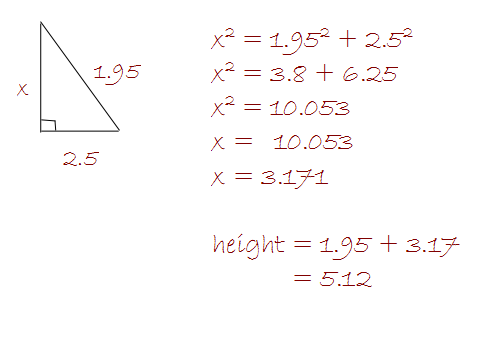 x
1.95
2.5
x² = 1.95² + 2.5²
x² = 3.8 + 6.25
x² = 10.053
x = 10.053
x = 3.171
height = 1.95 + 3.17
= 5.12